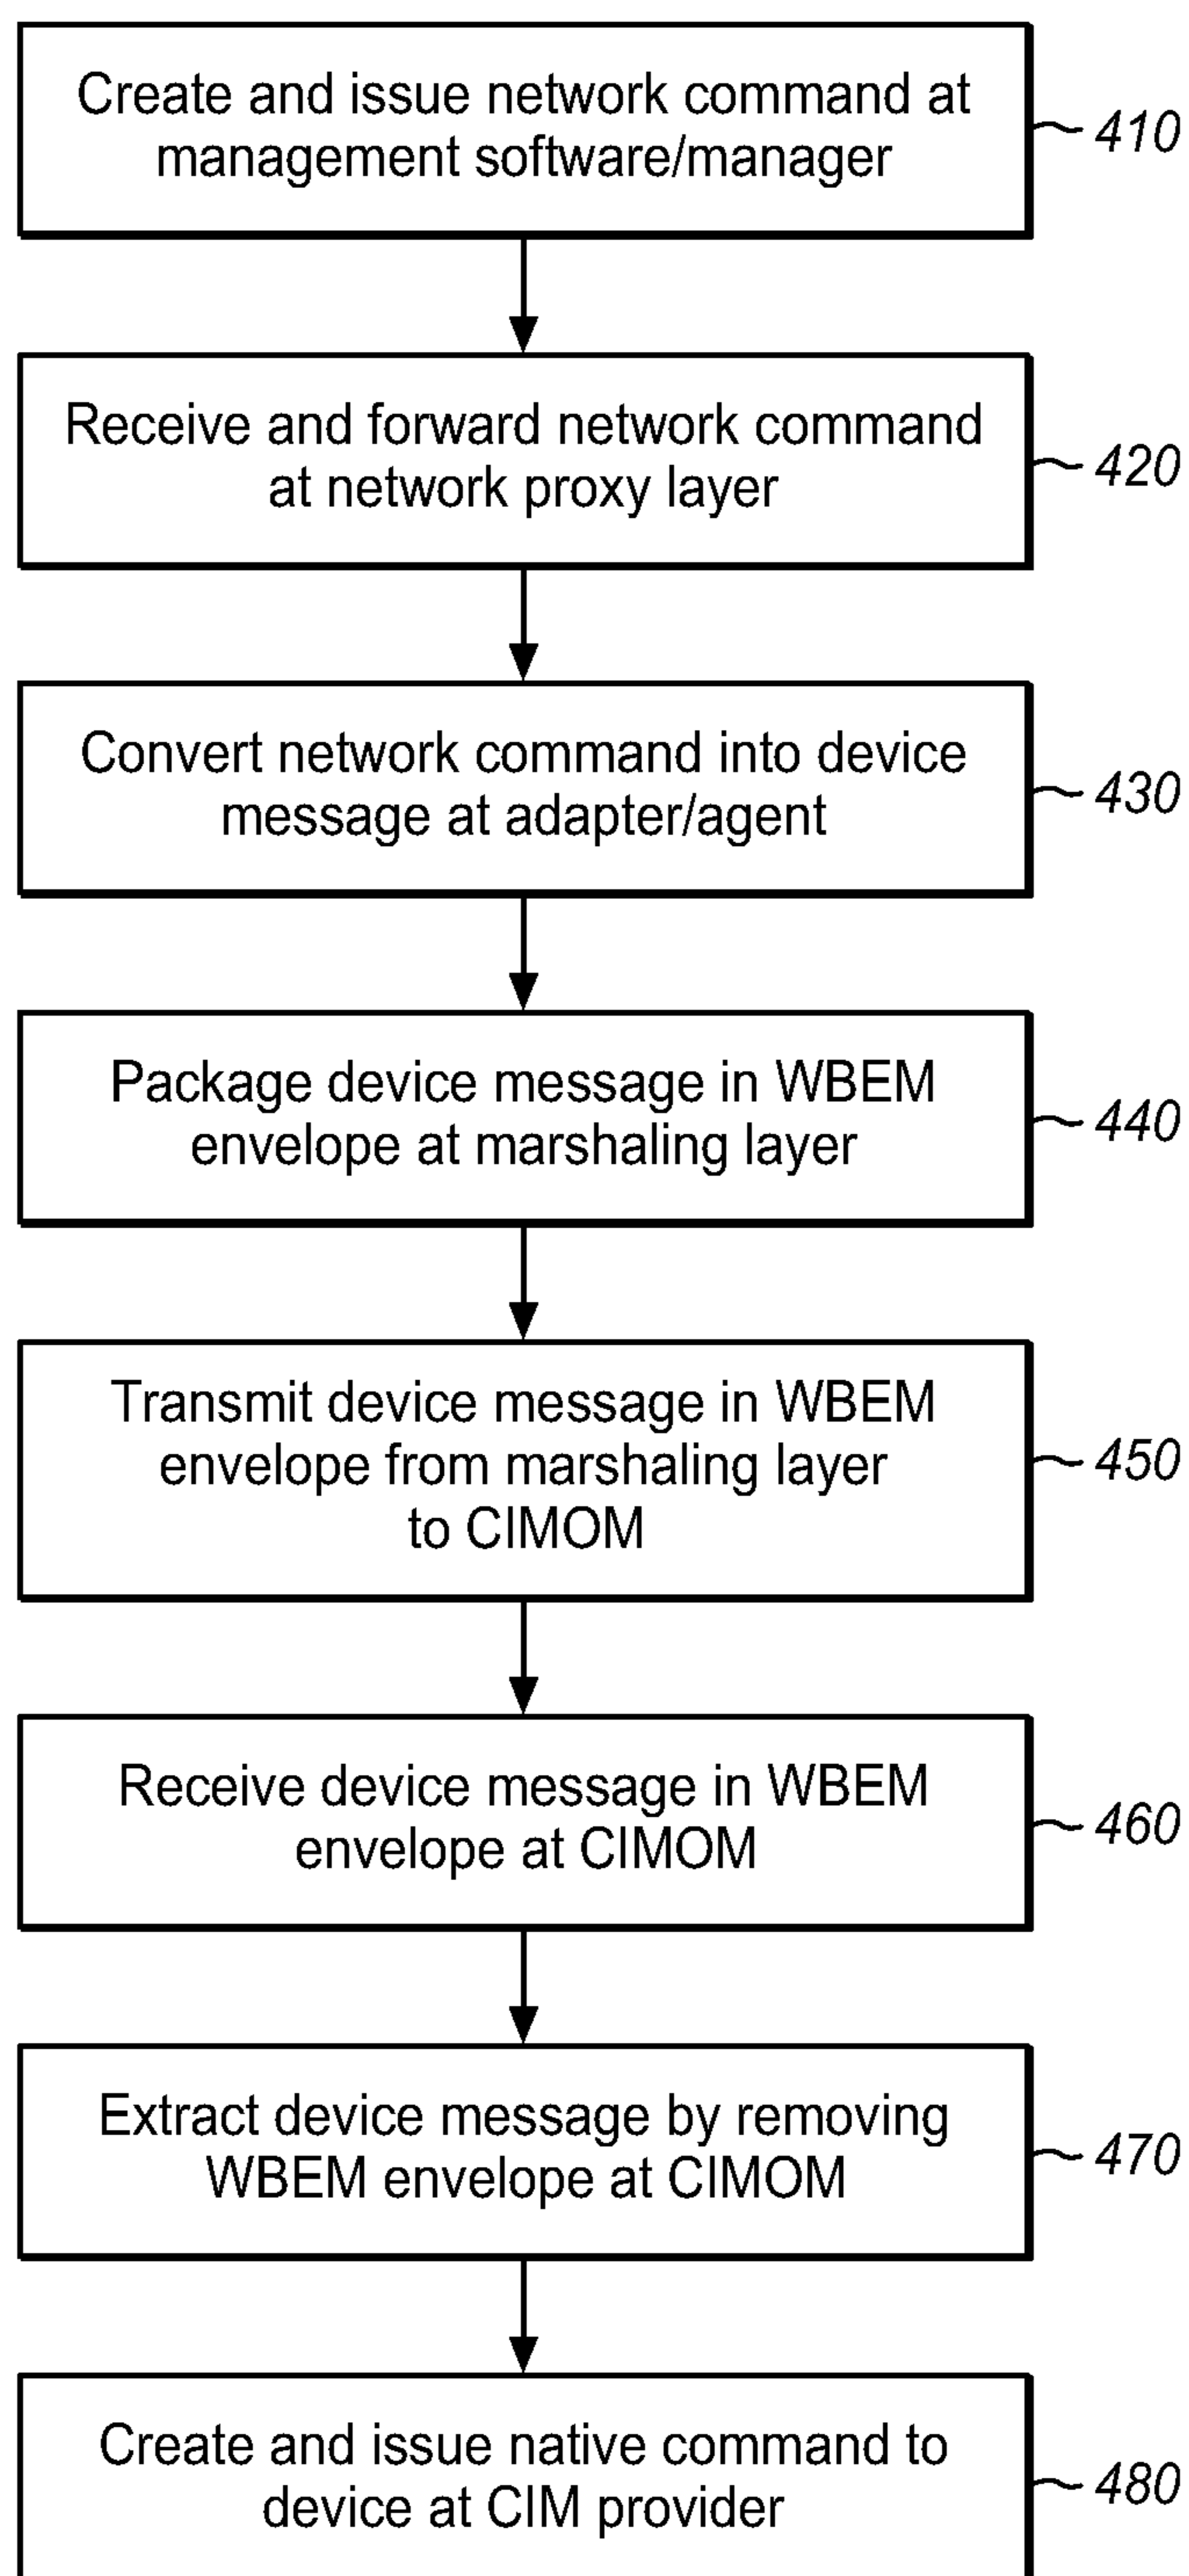 Create and issue network command at
management software/manager
410
Receive and forward network command
at network proxy layer
420
Convert network command into device
message at adapter/agent
430
Package device message in WBEM
envelope at marshaling layer
440
Transmit device message in WBEM
envelope from marshaling layer
to CIMOM
450
Receive device message in WBEM
envelope at CIMOM
460
Extract device message by removing
WBEM envelope at CIMOM
470
Create and issue native command to
device at CIM provider
480